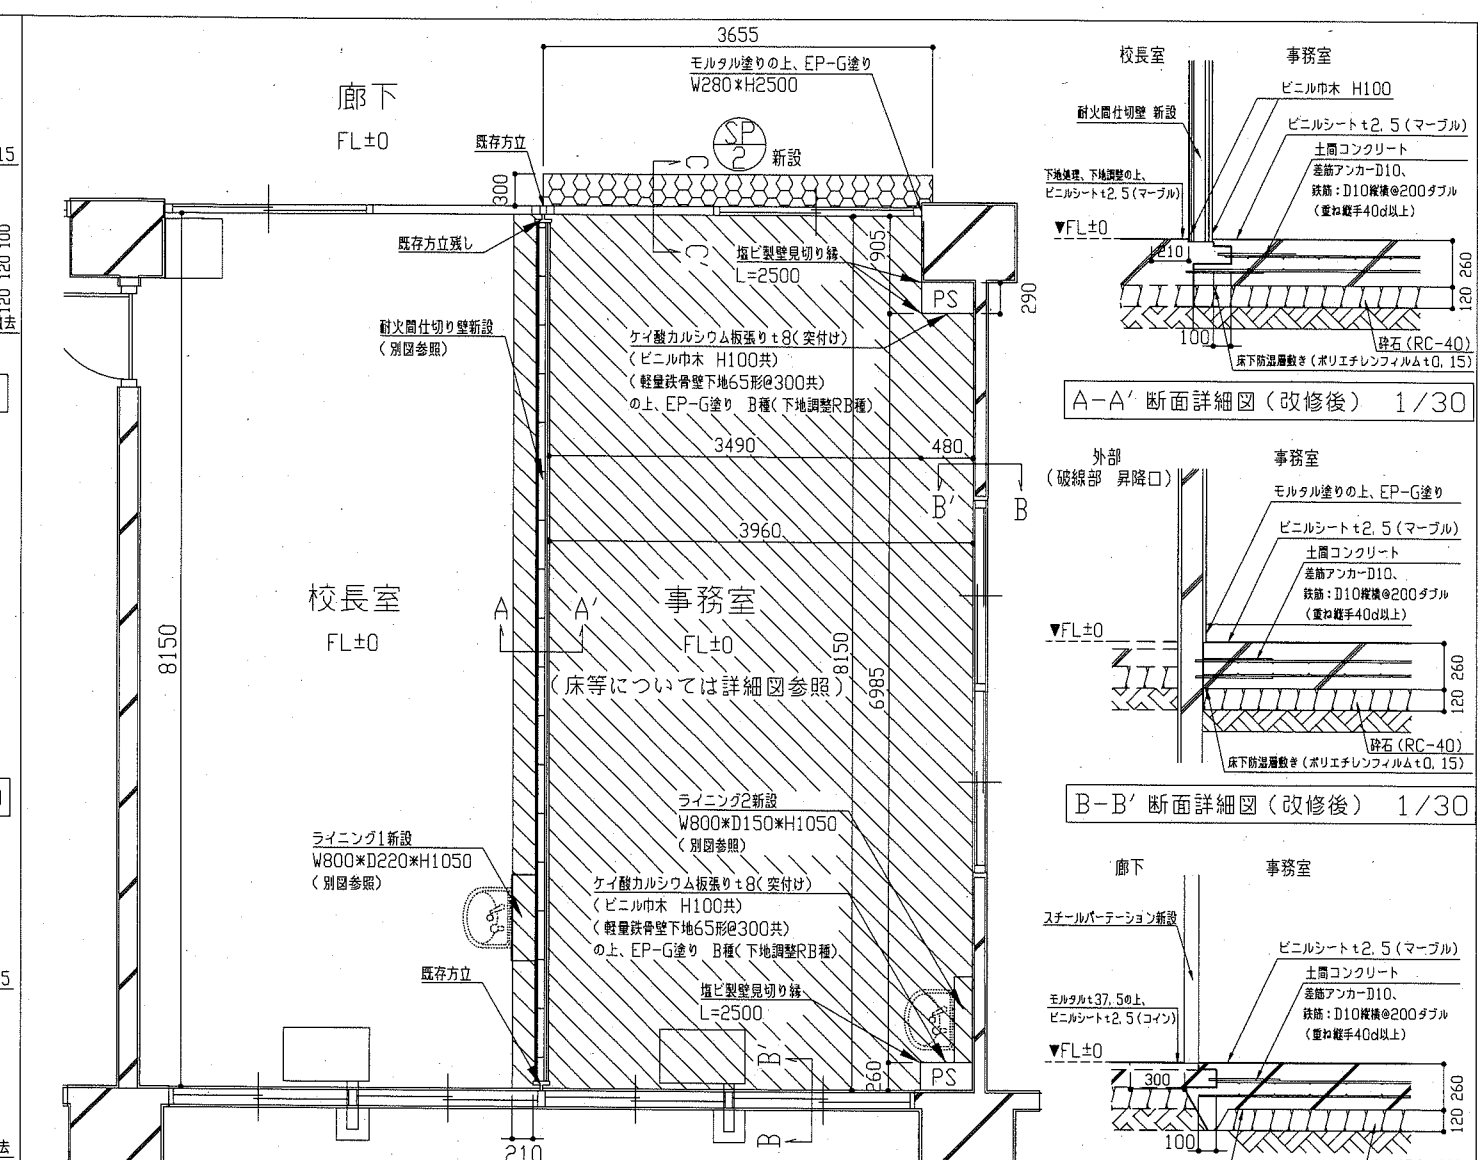 3655
モルタル塗りの上、EP-G塗り
W280*H2500
廊下
FL±0
既存方立
SP
2
新設
C'
C
300
既存方立残し
905
塩ビ製壁見切り縁
L=2500
PS
290
耐火間仕切り壁新設
(別図参照)
ケイ酸カルシウム板張りt8(突付け)
(ビニル巾木 H100共)
(軽量鉄骨壁下地65形@300共)
の上、EP-G塗り B種(下地調整RB種)
3490
480
B'
B
3960
校長室
FL±0
A
A'
事務室
FL±0
(床等については詳細図参照)
8150
8150
6985
ライニング2新設
W800*D150*H1050
(別図参照)
ライニング1新設
W800*D220*H1050
(別図参照)
ケイ酸カルシウム板張りt8(突付け)
(ビニル巾木 H100共)
(軽量鉄骨壁下地65形@300共)
の上、EP-G塗り B種(下地調整RB種)
既存方立
塩ビ製壁見切り縁
L=2500
260
PS
B'
B
210
15
120 120 100
去
5
去
校長室
事務室
ビニル巾木 H100
耐火間仕切壁 新設
ビニルシートt2,5(マーブル)
土間コンクリート
差筋アンカーD10、
鉄筋:D10縦横@200ダブル
(重ね継手40d以上)
下地処理、下地調整の上、
ビニルシートt2,5(マーブル)
▼FL±0
210
260
120
100
砕石(RC-40)
床下防湿層敷き(ポリエチレンフィルムt0,15)
A-A' 断面詳細図(改修後) 1/30
外部
(破線部 昇降口)
事務室
モルタル塗りの上、EP-G塗り
ビニルシートt2,5(マーブル)
土間コンクリート
差筋アンカーD10、
鉄筋:D10縦横@200ダブル
(重ね継手40d以上)
▼FL±0
260
120
砕石(RC-40)
床下防湿層敷き(ポリエチレンフィルムt0,15)
B-B' 断面詳細図(改修後) 1/30
廊下
事務室
スチールパーテーション新設
ビニルシートt2,5(マーブル)
土間コンクリート
差筋アンカーD10、
鉄筋:D10縦横@200ダブル
(重ね継手40d以上)
モルタルt37,5の上、
ビニルシートt2,5(コイン)
▼FL±0
300
260
120
100